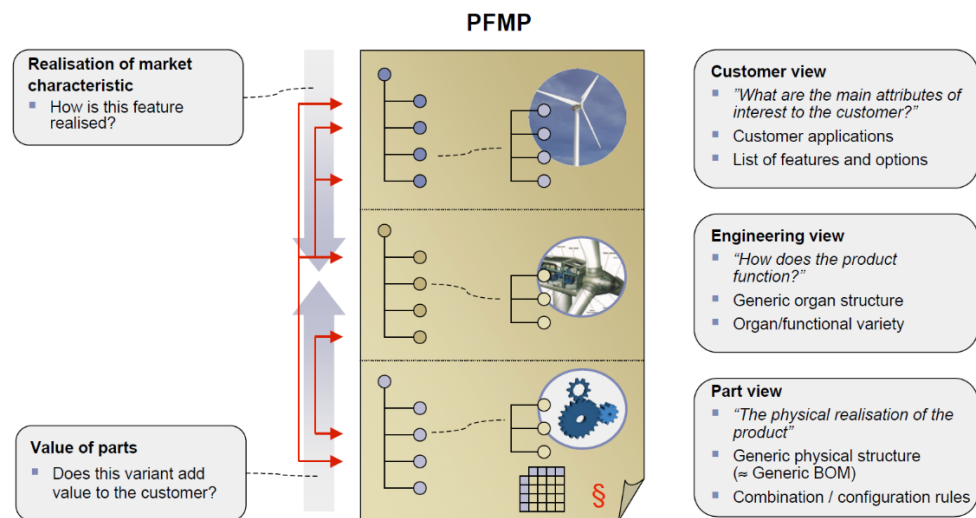 PFMP
Realisation of market
characteristic
How is this feature
realised?
Value of parts
Does this variant add
value to the customer?
§
Customer view
"What are the main attributes of
interest to the customer?"
Customer applications
List of features and options
Engineering view
"How does the product
function?"
Generic organ structure
Organ/functional variety
Part view
"The physical realisation of the
product"
Generic physical structure
(≈ Generic BOM)
Combination / configuration rules